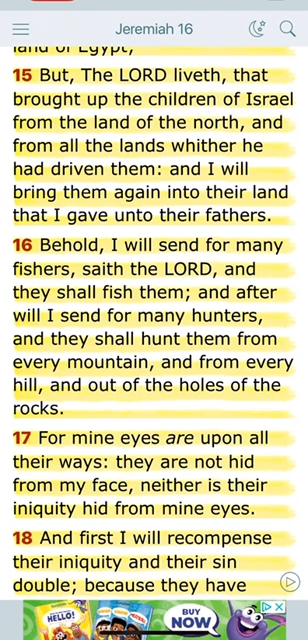 Jeremiah 16
land of Egypt,
15 But, The LORD liveth, that
brought up the children of Israel
from the land of the north, and
from all the lands whither he
had driven them: and I will
bring them again into their land
that I gave unto their fathers.
16 Behold, I will send for many
fishers, saith the LORD, and
they shall fish them; and after
will I send for many hunters,
and they shall hunt them from
every mountain, and from every
hill, and out of the holes of the
rocks.
17 For mine eyes are upon all
their ways: they are not hid
from my face, neither is their
iniquity hid from mine eyes.
18 And first I will recompense
their iniquity and their sin
double; because they have
HELLO!
BUY
NOW